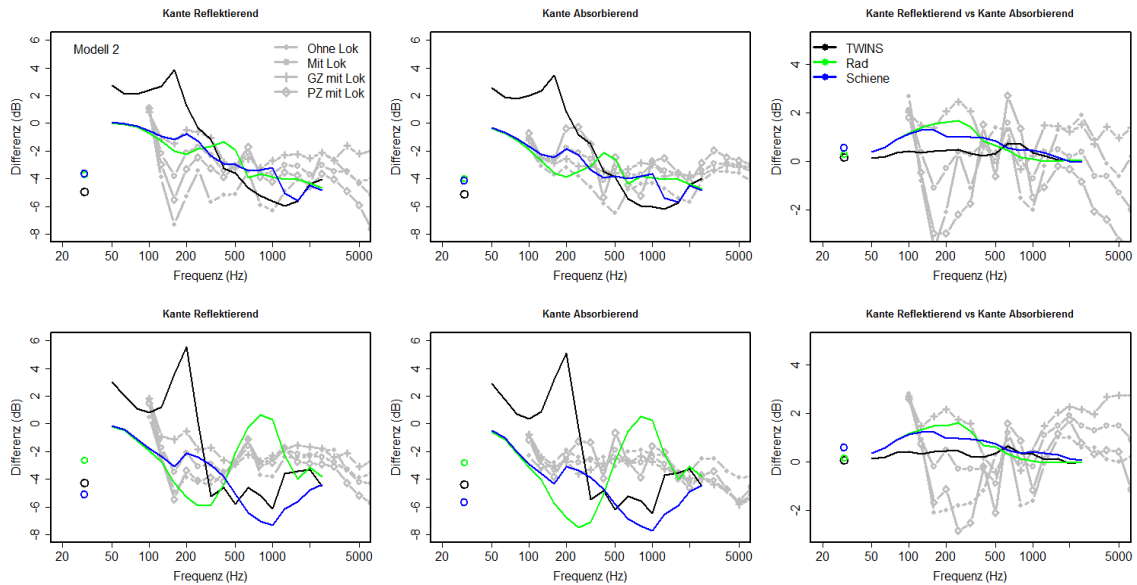 Kante Reflektierend
Kante Absorbierend
Kante Reflektierend vs Kante Absorbierend
Modell 2
Ohne Lok
Mit Lok
GZ mit Lok
PZ mit Lok
TWINS
Rad
Schiene
Differenz (dB)
6
4
2
0
-2
-4
-6
-8
20 50 100 200 500 1000 5000
Frequenz (Hz)
Differenz (dB)
6
4
2
0
-2
-4
-6
-8
20 50 100 200 500 1000 5000
Frequenz (Hz)
Differenz (dB)
4
2
0
-2
20 50 100 200 500 1000 5000
Frequenz (Hz)
Kante Reflektierend
Kante Absorbierend
Kante Reflektierend vs Kante Absorbierend
Differenz (dB)
6
4
2
0
-2
-4
-6
-8
20 50 100 200 500 1000 5000
Frequenz (Hz)
Differenz (dB)
6
4
2
0
-2
-4
-6
-8
20 50 100 200 500 1000 5000
Frequenz (Hz)
Differenz (dB)
4
2
0
-2
20 50 100 200 500 1000 5000
Frequenz (Hz)